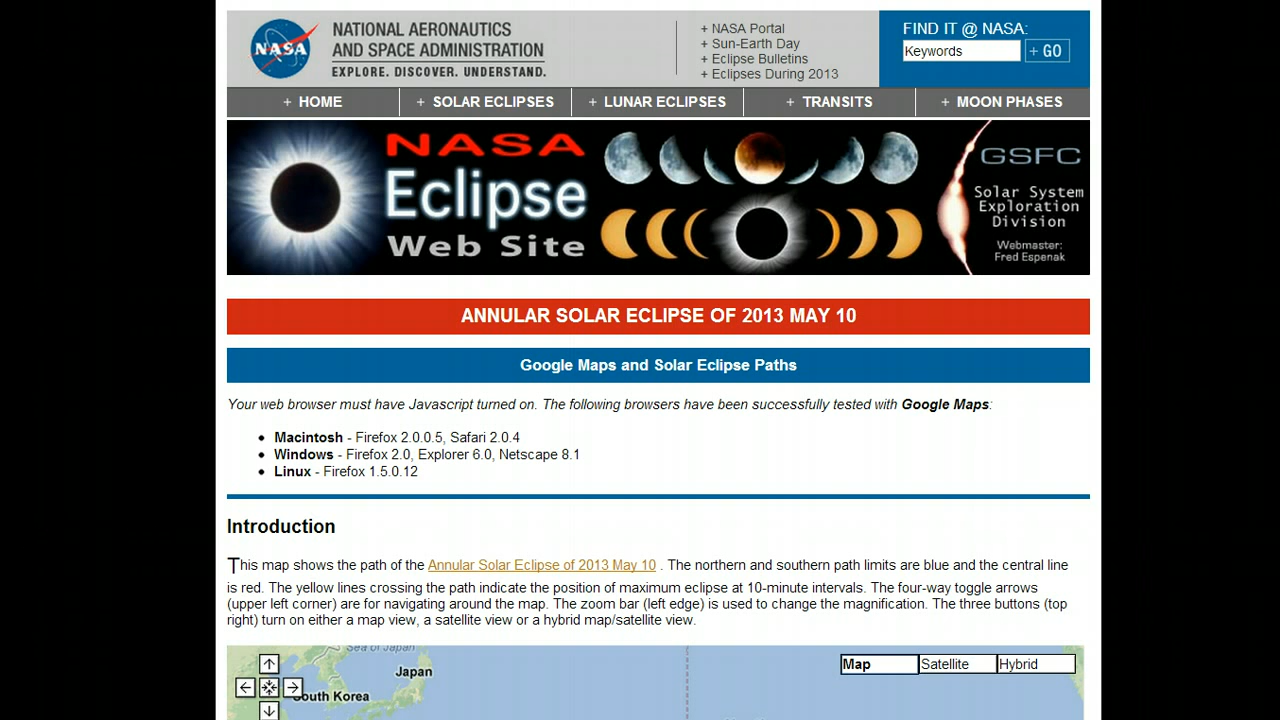 NASA
NATIONAL AERONAUTICS
AND SPACE ADMINISTRATION
EXPLORE. DISCOVER. UNDERSTAND.
+ NASA Portal
+ Sun-Earth Day
+ Eclipse Bulletins
+ Eclipses During 2013
FIND IT @ NASA:
Keywords
+ GO
+ HOME
+ SOLAR ECLIPSES
+ LUNAR ECLIPSES
+ TRANSITS
+ MOON PHASES
NASA
Eclipse
Web Site
GSFC
Solar System
Exploration
Division
Webmaster:
Fred Espenak
ANNULAR SOLAR ECLIPSE OF 2013 MAY 10
Google Maps and Solar Eclipse Paths
Your web browser must have Javascript turned on. The following browsers have been successfully tested with Google Maps:
• Macintosh - Firefox 2.0.0.5, Safari 2.0.4
• Windows - Firefox 2.0, Explorer 6.0, Netscape 8.1
• Linux - Firefox 1.5.0.12
Introduction
This map shows the path of the Annular Solar Eclipse of 2013 May 10 . The northern and southern path limits are blue and the central line
is red. The yellow lines crossing the path indicate the position of maximum eclipse at 10-minute intervals. The four-way toggle arrows
(upper left corner) are for navigating around the map. The zoom bar (left edge) is used to change the magnification. The three buttons (top
right) turn on either a map view, a satellite view or a hybrid map/satellite view.
Sea of Japan
Japan
South Korea
Map
Satellite
Hybrid